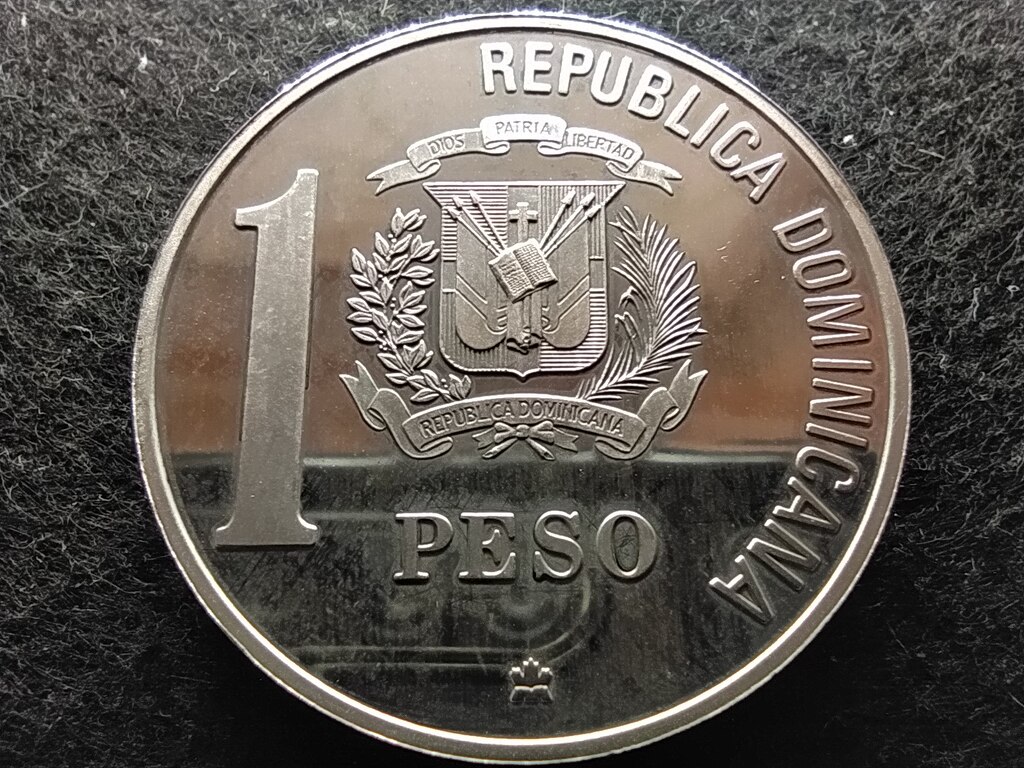 REPUBLICA DOMINICANA
DIOS PATRIA LIBERTAD
REPUBLICA DOMINICANA
1
PESO